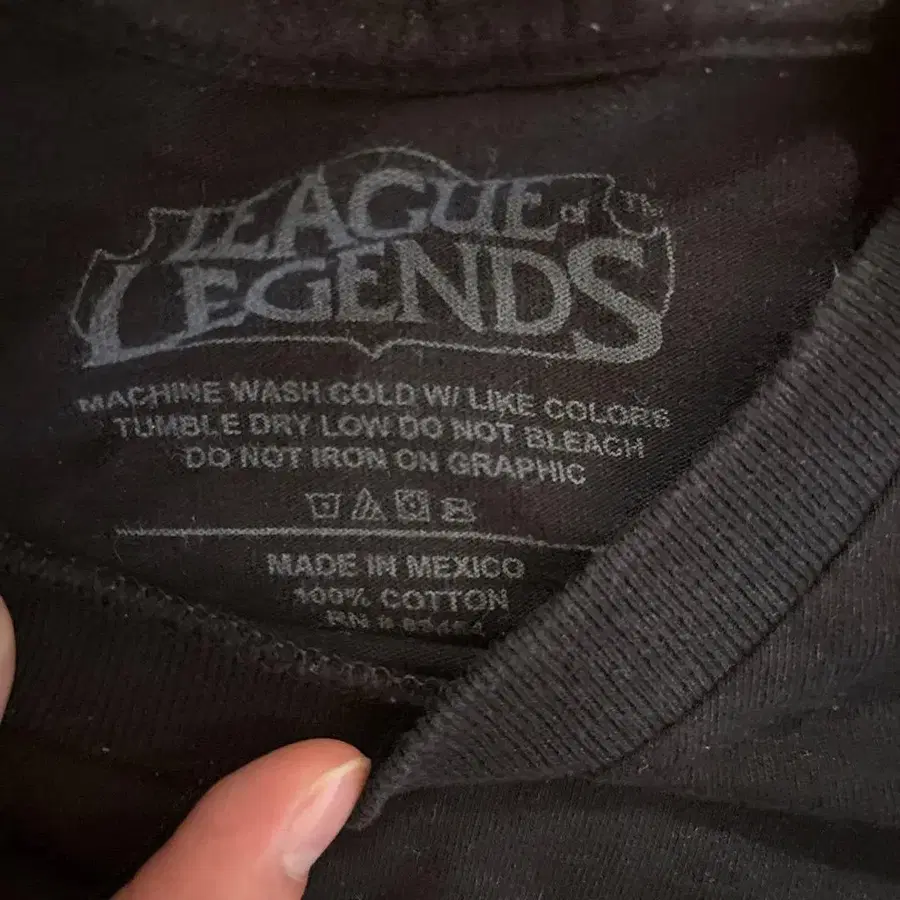 LEAGUE of
LEGENDS
MACHINE WASH COLD W/ LIKE COLORS
TUMBLE DRY LOW DO NOT BLEACH
DO NOT IRON ON GRAPHIC
MADE IN MEXICO
100% COTTON
RN #